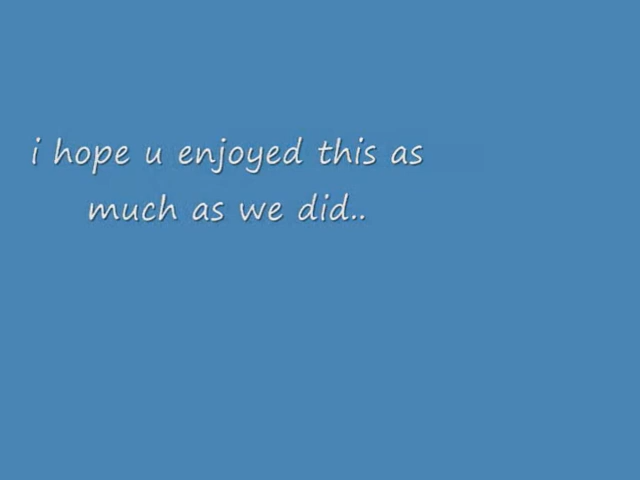 i hope u enjoyed this as
much as we did..